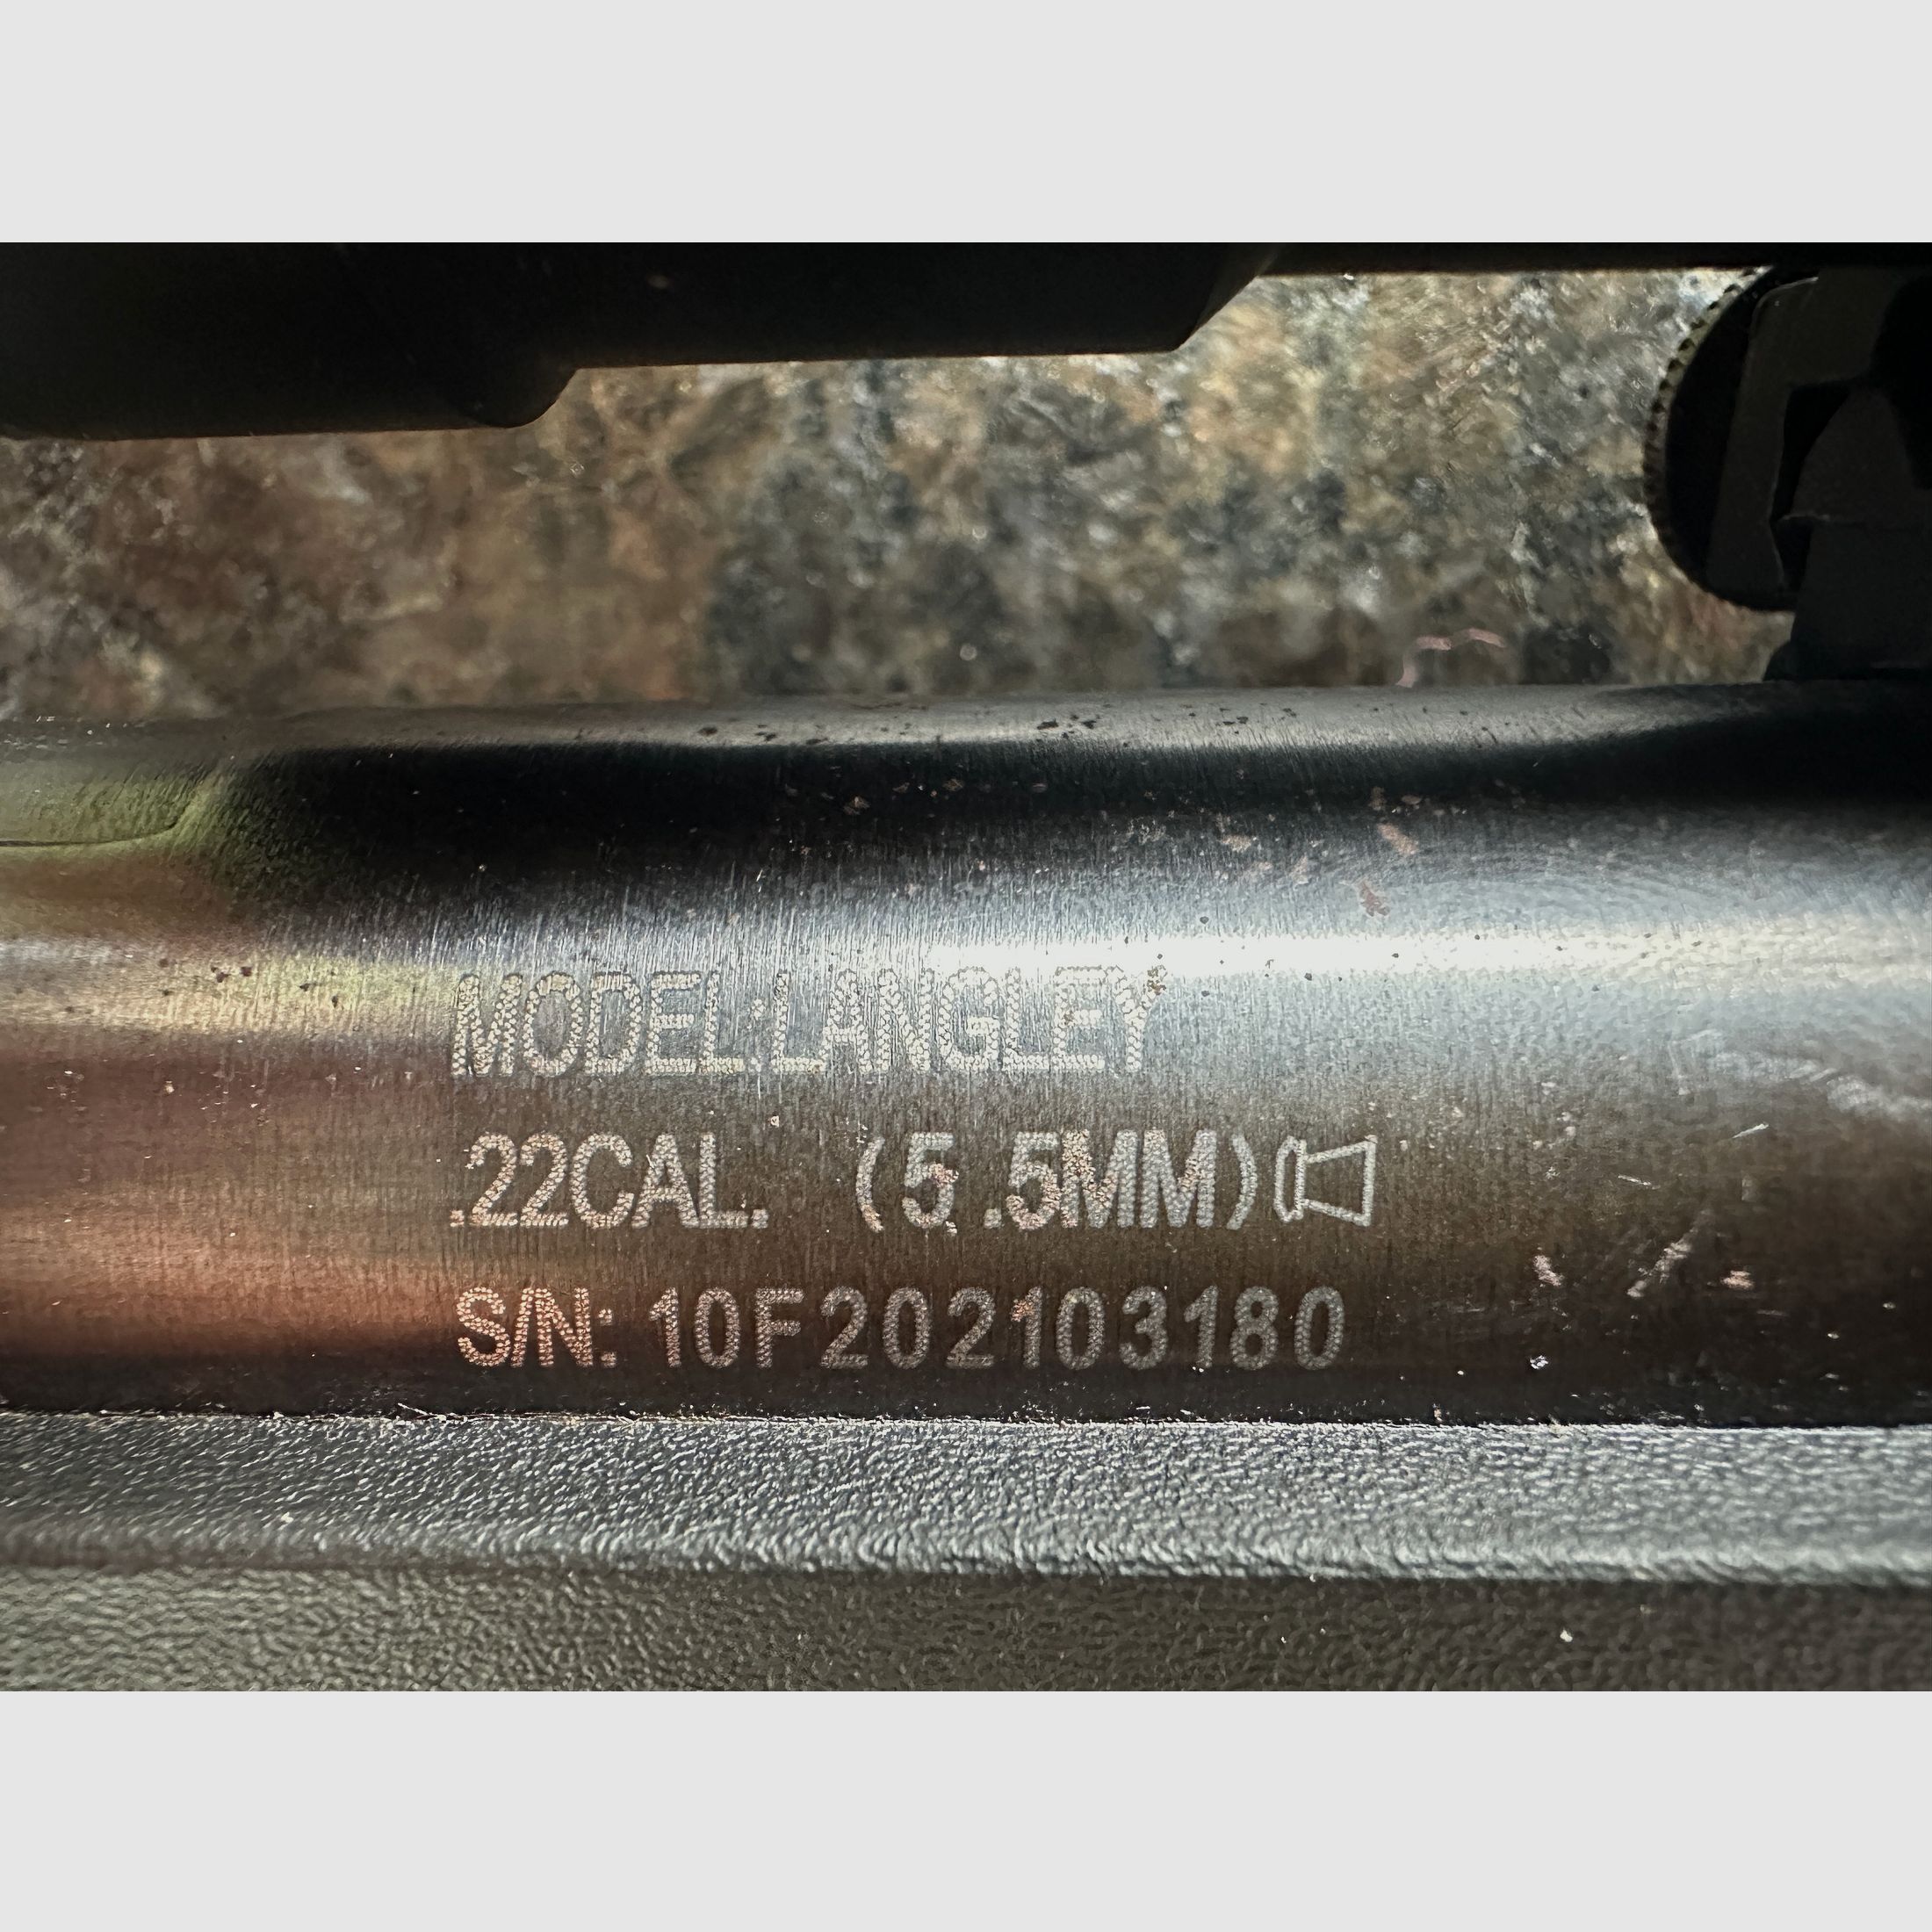 MODEL:LANGLEY
.22CAL. (5.5MM)
S/N: 10F202103180